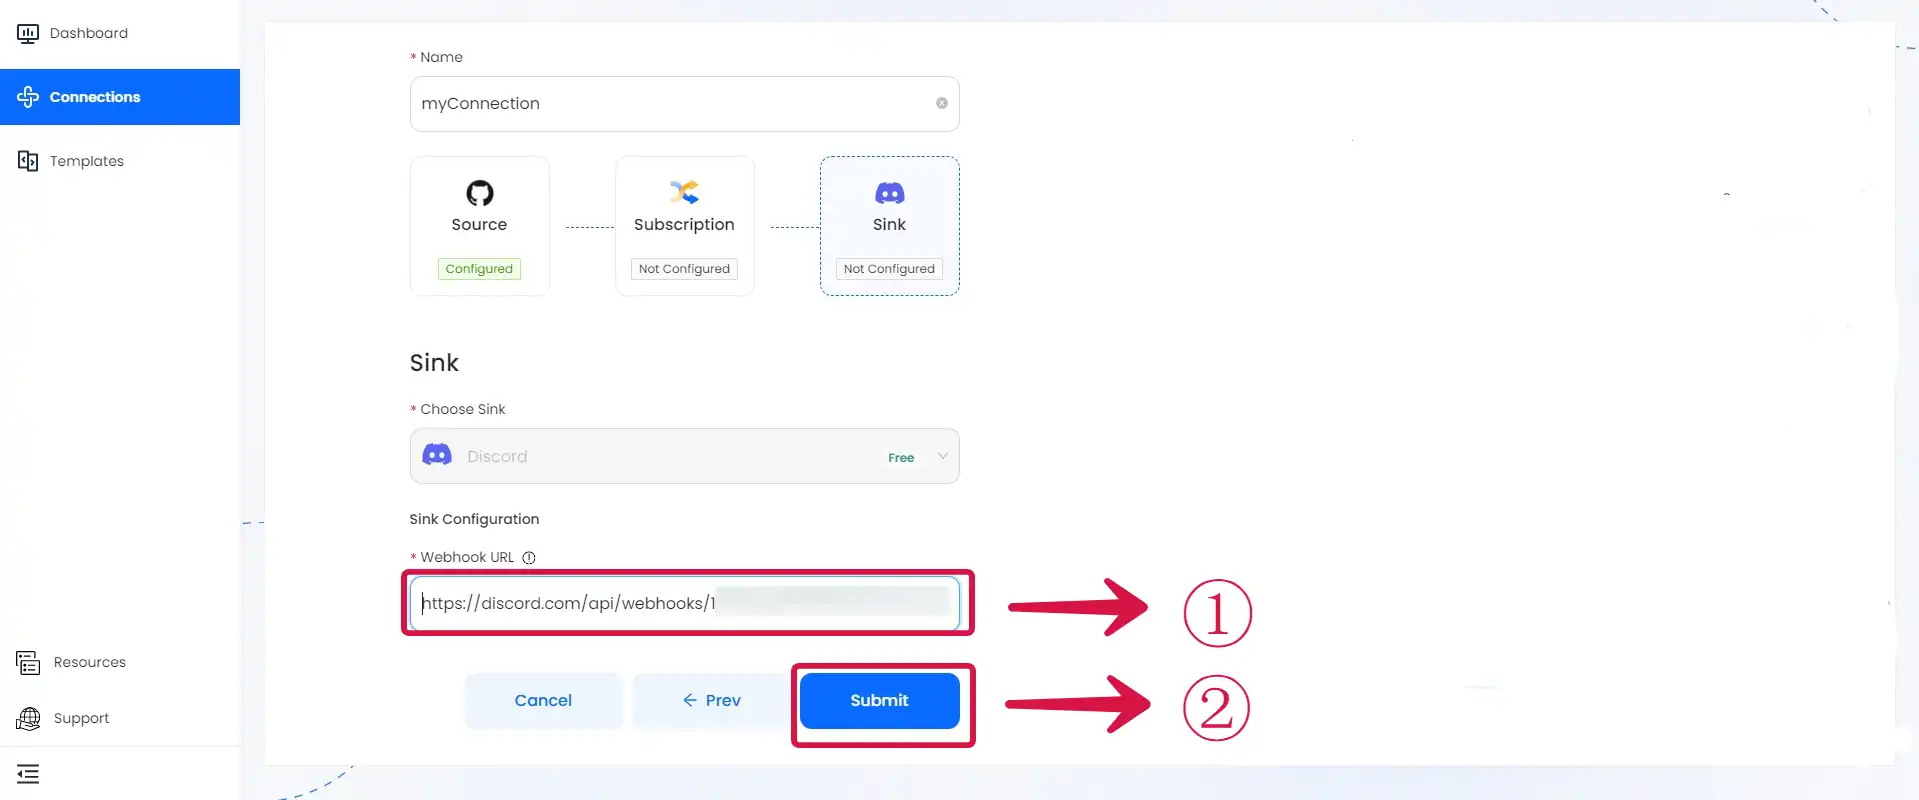 Dashboard
Connections
Templates
* Name
myConnection
Source
Subscription
Sink
Configured
Not Configured
Not Configured
Sink
* Choose Sink
Discord
Free
Sink Configuration
* Webhook URL
https://discord.com/api/webhooks/1
①
Cancel
← Prev
Submit
②
Resources
Support